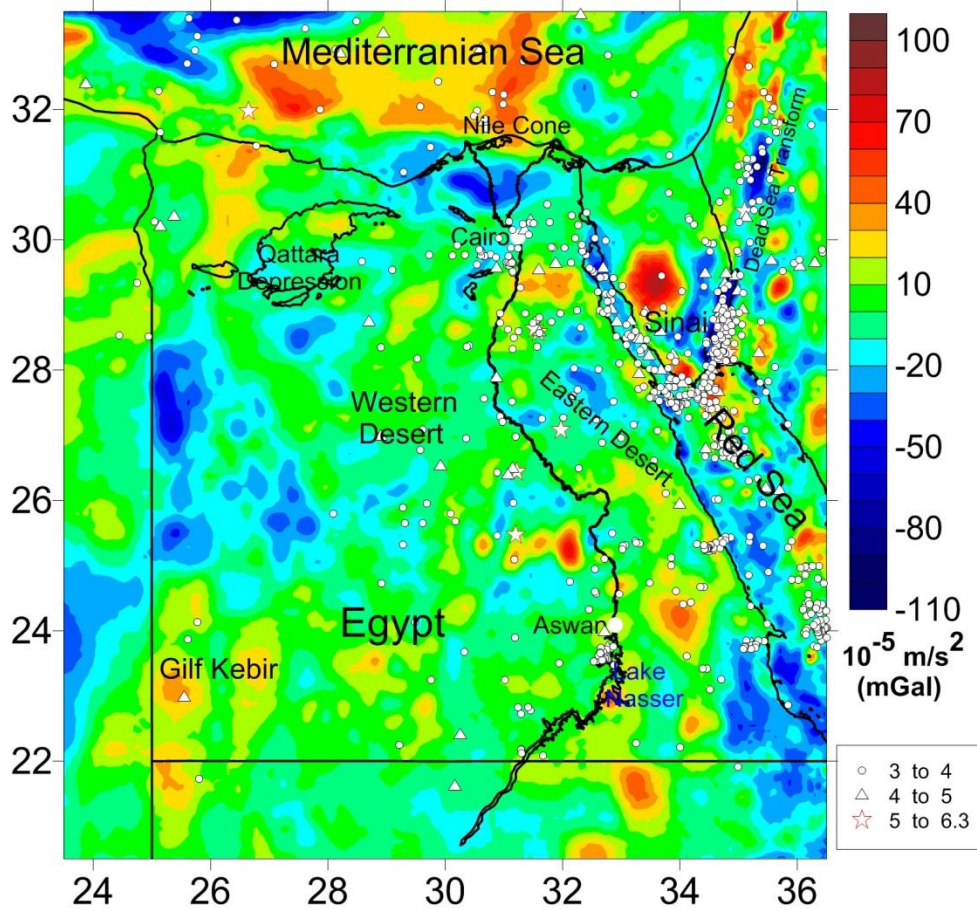 Mediterranian Sea
Nile Cone
Dead Sea Transform
Cairo
Qattara
Depression
Sinai
Western
Desert
Eastern Desert
Red Sea
Egypt
Aswan
Gilf Kebir
Lake
Nasser
32
30
28
26
24
22
24
26
28
30
32
34
36
100
70
40
10
-20
-50
-80
-110
10-5 m/s2
(mGal)
3 to 4
4 to 5
5 to 6.3